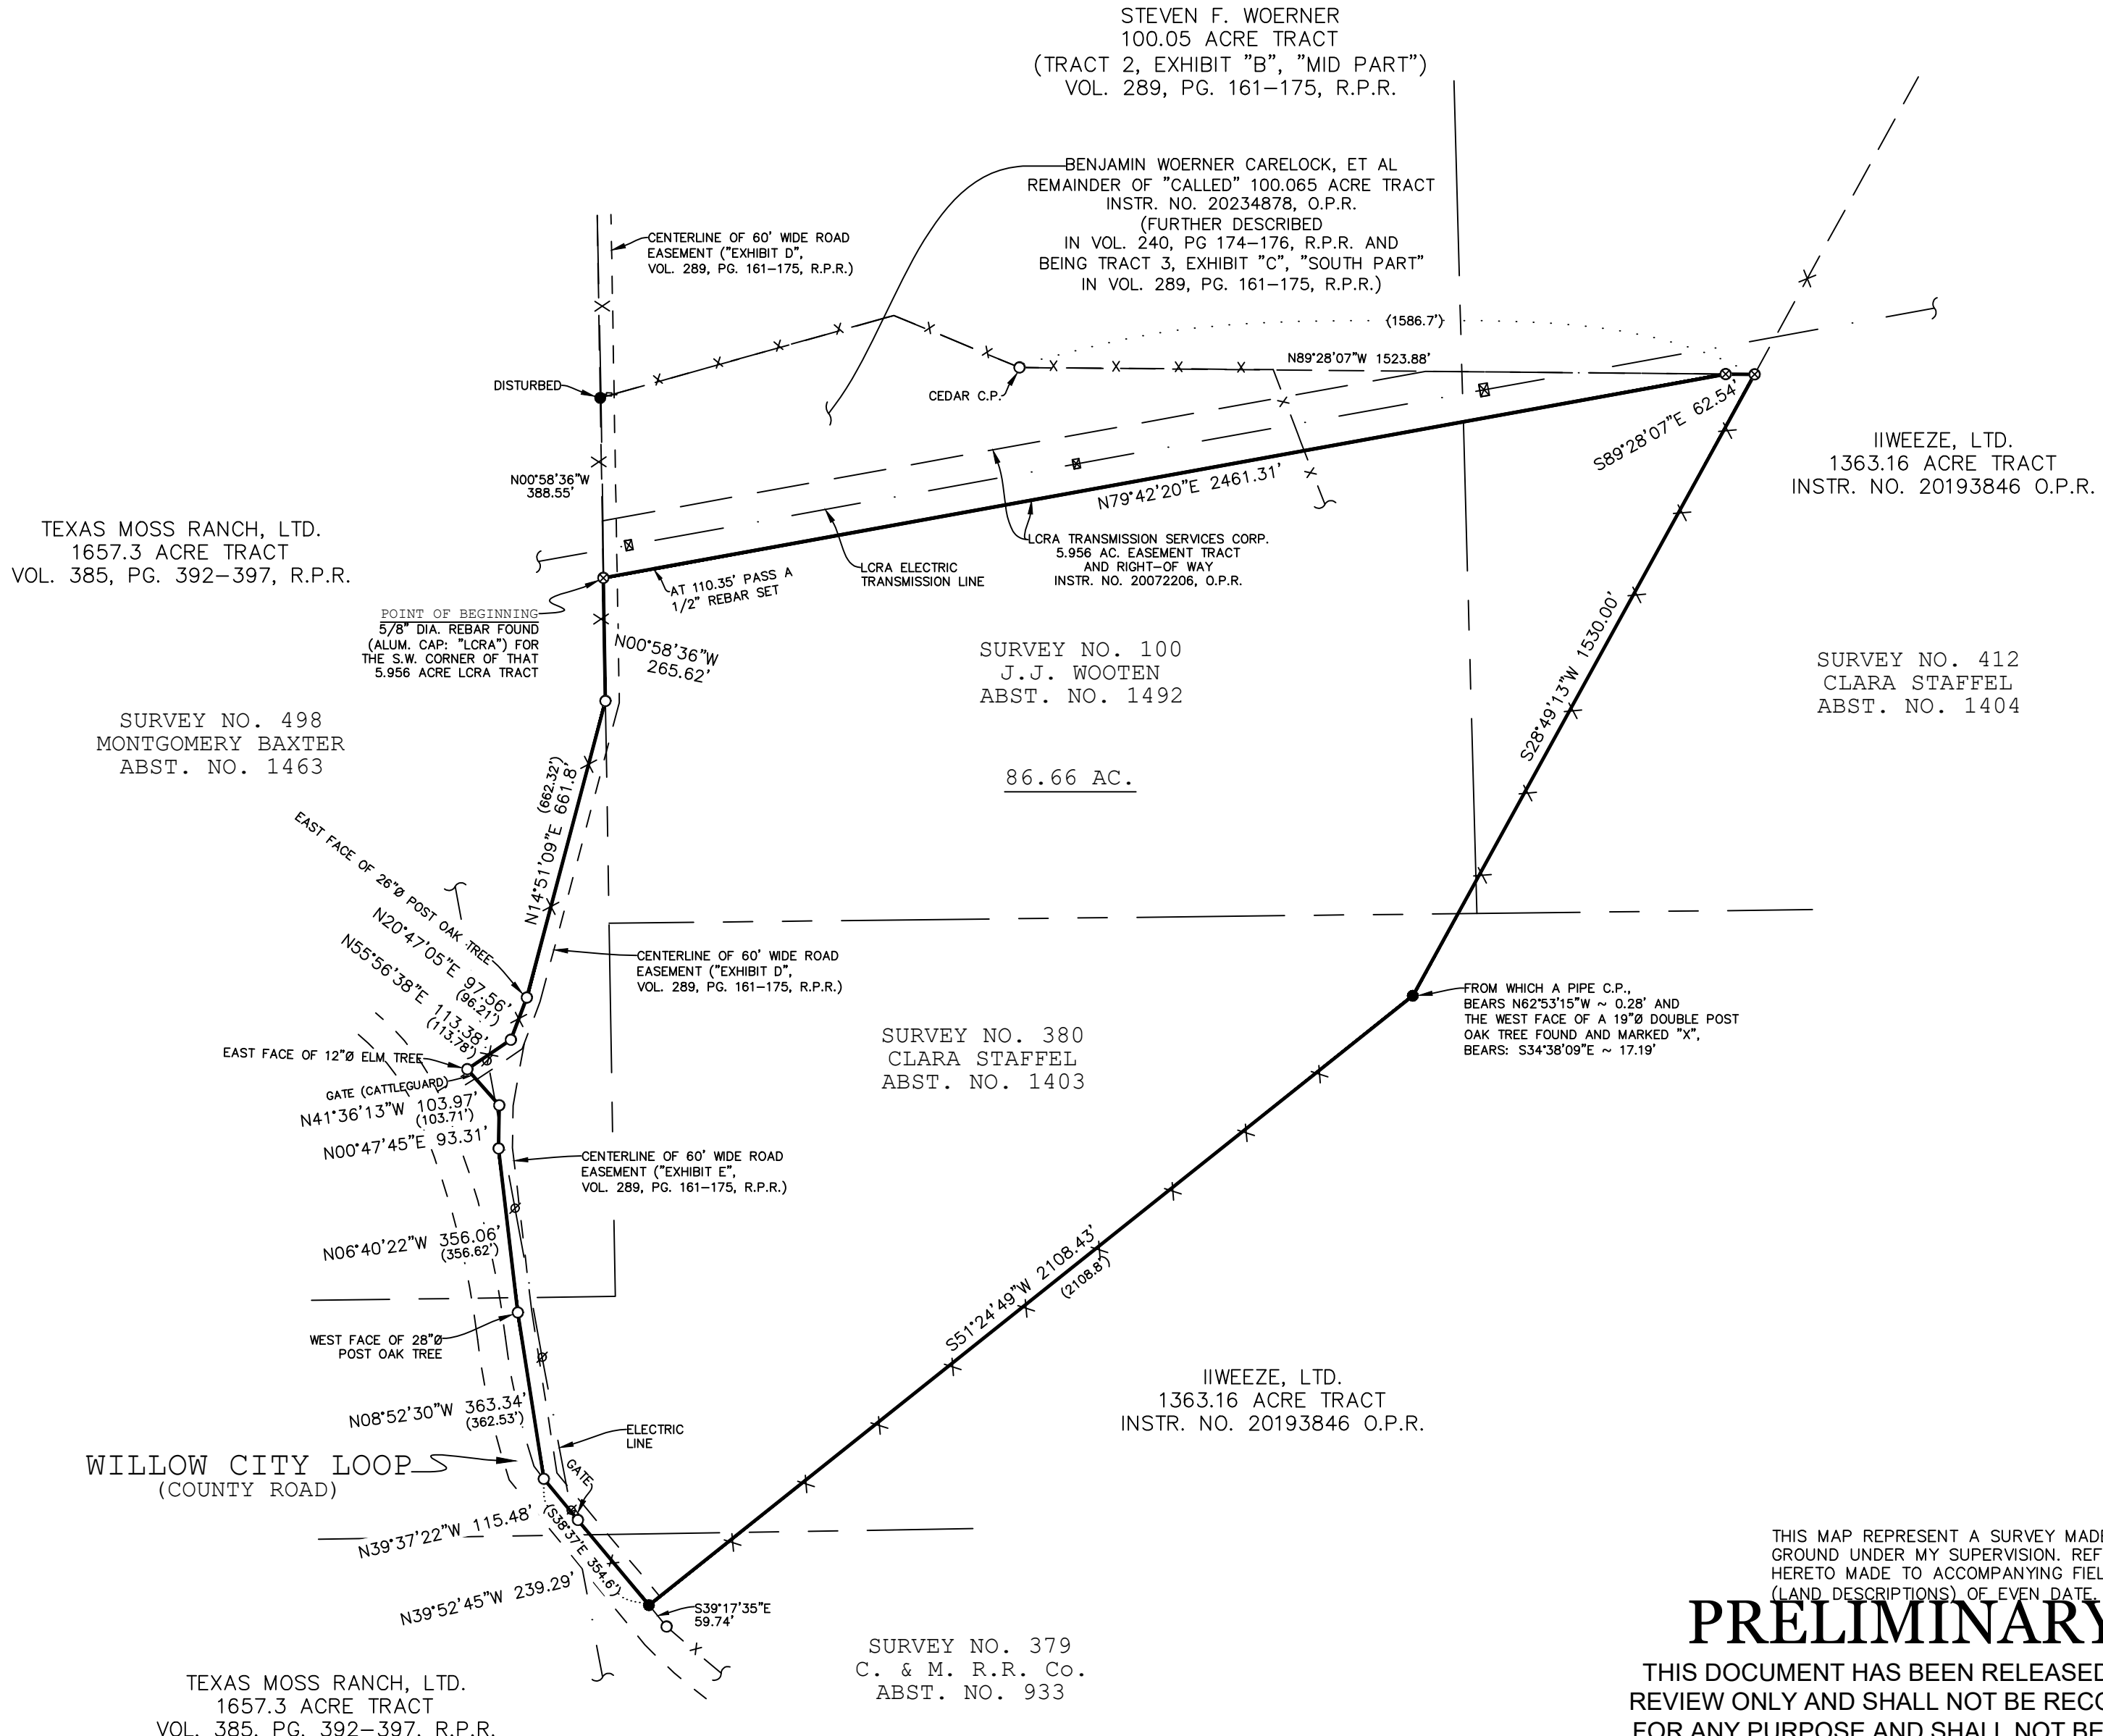 STEVEN F. WOERNER
100.05 ACRE TRACT
(TRACT 2, EXHIBIT "B", "MID PART")
VOL. 289, PG. 161–175, R.P.R.
BENJAMIN WOERNER CARELOCK, ET AL
REMAINDER OF "CALLED" 100.065 ACRE TRACT
INSTR. NO. 20234878, O.P.R.
(FURTHER DESCRIBED
IN VOL. 240, PG 174–176, R.P.R. AND
BEING TRACT 3, EXHIBIT "C", "SOUTH PART"
IN VOL. 289, PG. 161–175, R.P.R.)
CENTERLINE OF 60' WIDE ROAD
EASEMENT ("EXHIBIT D",
VOL. 289, PG. 161–175, R.P.R.)
(1586.7')
N89°28'07"W 1523.88'
DISTURBED
CEDAR C.P.
S89°28'07"E 62.54'
IIWEEZE, LTD.
1363.16 ACRE TRACT
INSTR. NO. 20193846 O.P.R.
N00°58'36"W
388.55'
N79°42'20"E 2461.31'
TEXAS MOSS RANCH, LTD.
1657.3 ACRE TRACT
VOL. 385, PG. 392–397, R.P.R.
LCRA TRANSMISSION SERVICES CORP.
5.956 AC. EASEMENT TRACT
AND RIGHT–OF WAY
INSTR. NO. 20072206, O.P.R.
LCRA ELECTRIC
TRANSMISSION LINE
AT 110.35' PASS A
1/2" REBAR SET
POINT OF BEGINNING
5/8" DIA. REBAR FOUND
(ALUM. CAP: "LCRA") FOR
THE S.W. CORNER OF THAT
5.956 ACRE LCRA TRACT
N00°58'36"W
265.62'
SURVEY NO. 100
J.J. WOOTEN
ABST. NO. 1492
S28°49'13"W 1530.00'
SURVEY NO. 412
CLARA STAFFEL
ABST. NO. 1404
SURVEY NO. 498
MONTGOMERY BAXTER
ABST. NO. 1463
86.66 AC.
(662.32')
N14°51'09"E 661.8'
EAST FACE OF 26"Ø POST OAK TREE
N20°47'05"E 97.56'
(96.21')
N55°56'38"E 113.38'
(113.78')
CENTERLINE OF 60' WIDE ROAD
EASEMENT ("EXHIBIT D",
VOL. 289, PG. 161–175, R.P.R.)
FROM WHICH A PIPE C.P.,
BEARS N62°53'15"W ~ 0.28' AND
THE WEST FACE OF A 19"Ø DOUBLE POST
OAK TREE FOUND AND MARKED "X",
BEARS: S34°38'09"E ~ 17.19'
SURVEY NO. 380
CLARA STAFFEL
ABST. NO. 1403
EAST FACE OF 12"Ø ELM TREE
GATE (CATTLEGUARD)
N41°36'13"W 103.97'
(103.71')
N00°47'45"E 93.31'
CENTERLINE OF 60' WIDE ROAD
EASEMENT ("EXHIBIT E",
VOL. 289, PG. 161–175, R.P.R.)
N06°40'22"W 356.06'
(356.62')
S51°24'49"W 2108.43'
(2108.8')
WEST FACE OF 28"Ø
POST OAK TREE
N08°52'30"W 363.34'
(362.53')
IIWEEZE, LTD.
1363.16 ACRE TRACT
INSTR. NO. 20193846 O.P.R.
ELECTRIC
LINE
WILLOW CITY LOOP
(COUNTY ROAD)
GATE
N39°37'22"W 115.48'
(S38°37'E 354.6')
N39°52'45"W 239.29'
S39°17'35"E
59.74'
SURVEY NO. 379
C. & M. R.R. Co.
ABST. NO. 933
TEXAS MOSS RANCH, LTD.
1657.3 ACRE TRACT
VOL. 385, PG. 392–397, R.P.R.
THIS MAP REPRESENT A SURVEY MADE
GROUND UNDER MY SUPERVISION. REF
HERETO MADE TO ACCOMPANYING FIEL
(LAND DESCRIPTIONS) OF EVEN DATE.
PRELIMINARY
THIS DOCUMENT HAS BEEN RELEASED
REVIEW ONLY AND SHALL NOT BE RECO
FOR ANY PURPOSE AND SHALL NOT BE